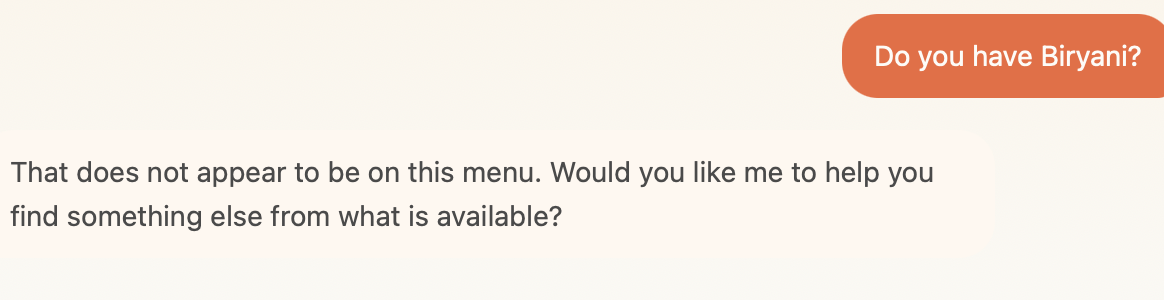 Do you have Biryani?
That does not appear to be on this menu. Would you like me to help you
find something else from what is available?